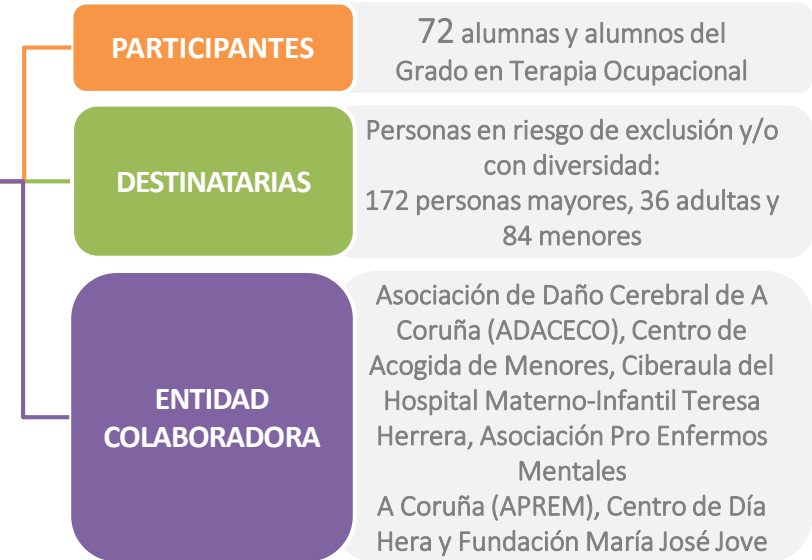 PARTICIPANTES
72 alumnas y alumnos del
Grado en Terapia Ocupacional
DESTINATARIAS
Personas en riesgo de exclusión y/o
con diversidad:
172 personas mayores, 36 adultas y
84 menores
ENTIDAD
COLABORADORA
Asociación de Daño Cerebral de A
Coruña (ADACECO), Centro de
Acogida de Menores, Ciberaula del
Hospital Materno-Infantil Teresa
Herrera, Asociación Pro Enfermos
Mentales
A Coruña (APREM), Centro de Día
Hera y Fundación María José Jove